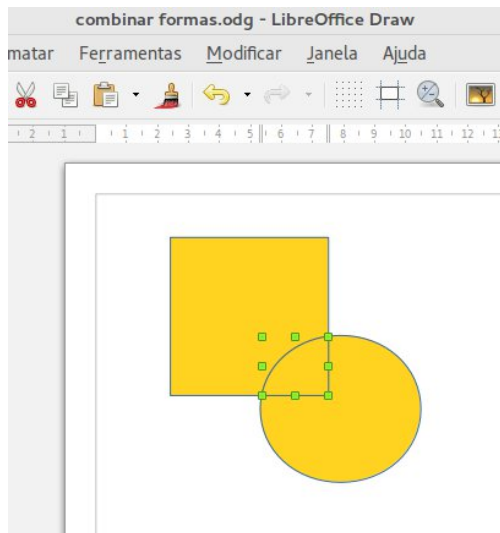 combinar formas.odg - LibreOffice Draw
matar Ferramentas Modificar Janela Ajuda
2 1 1 2 3 4 5 6 7 8 9 10 11 12